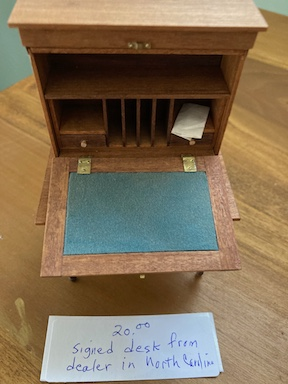 20.00
Signed desk from
dealer in North Carolina